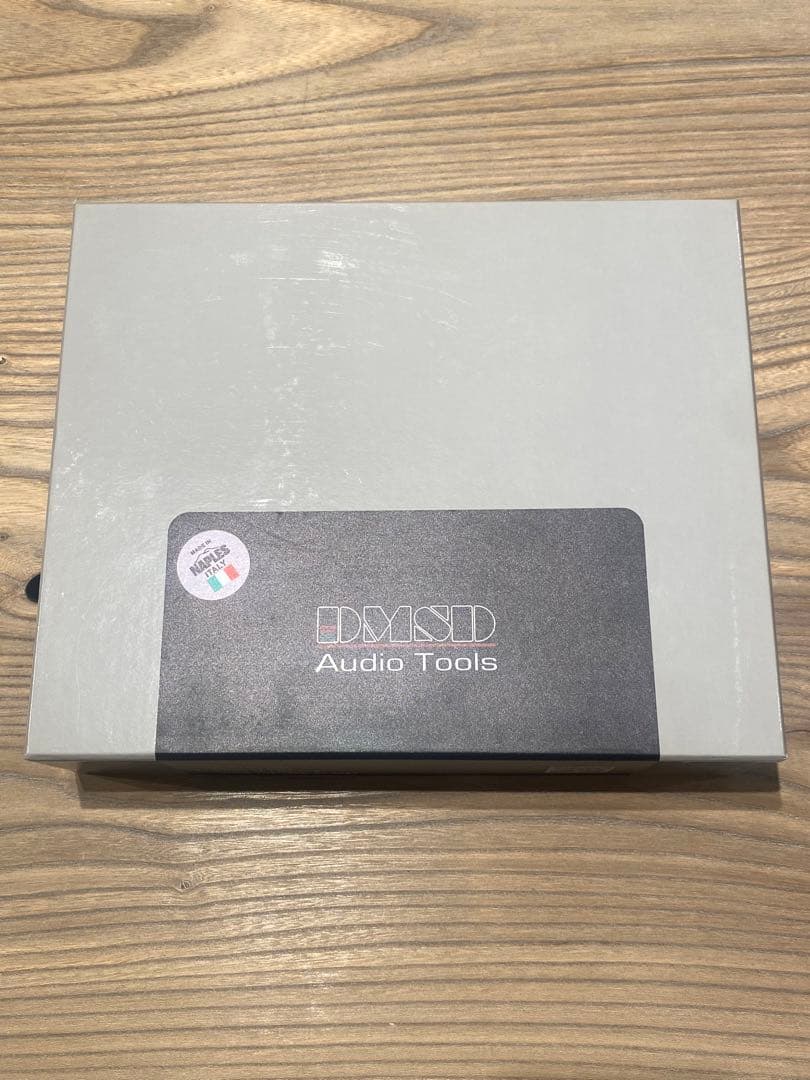 MADE IN
NAPLES
ITALY
DMSD
Audio Tools